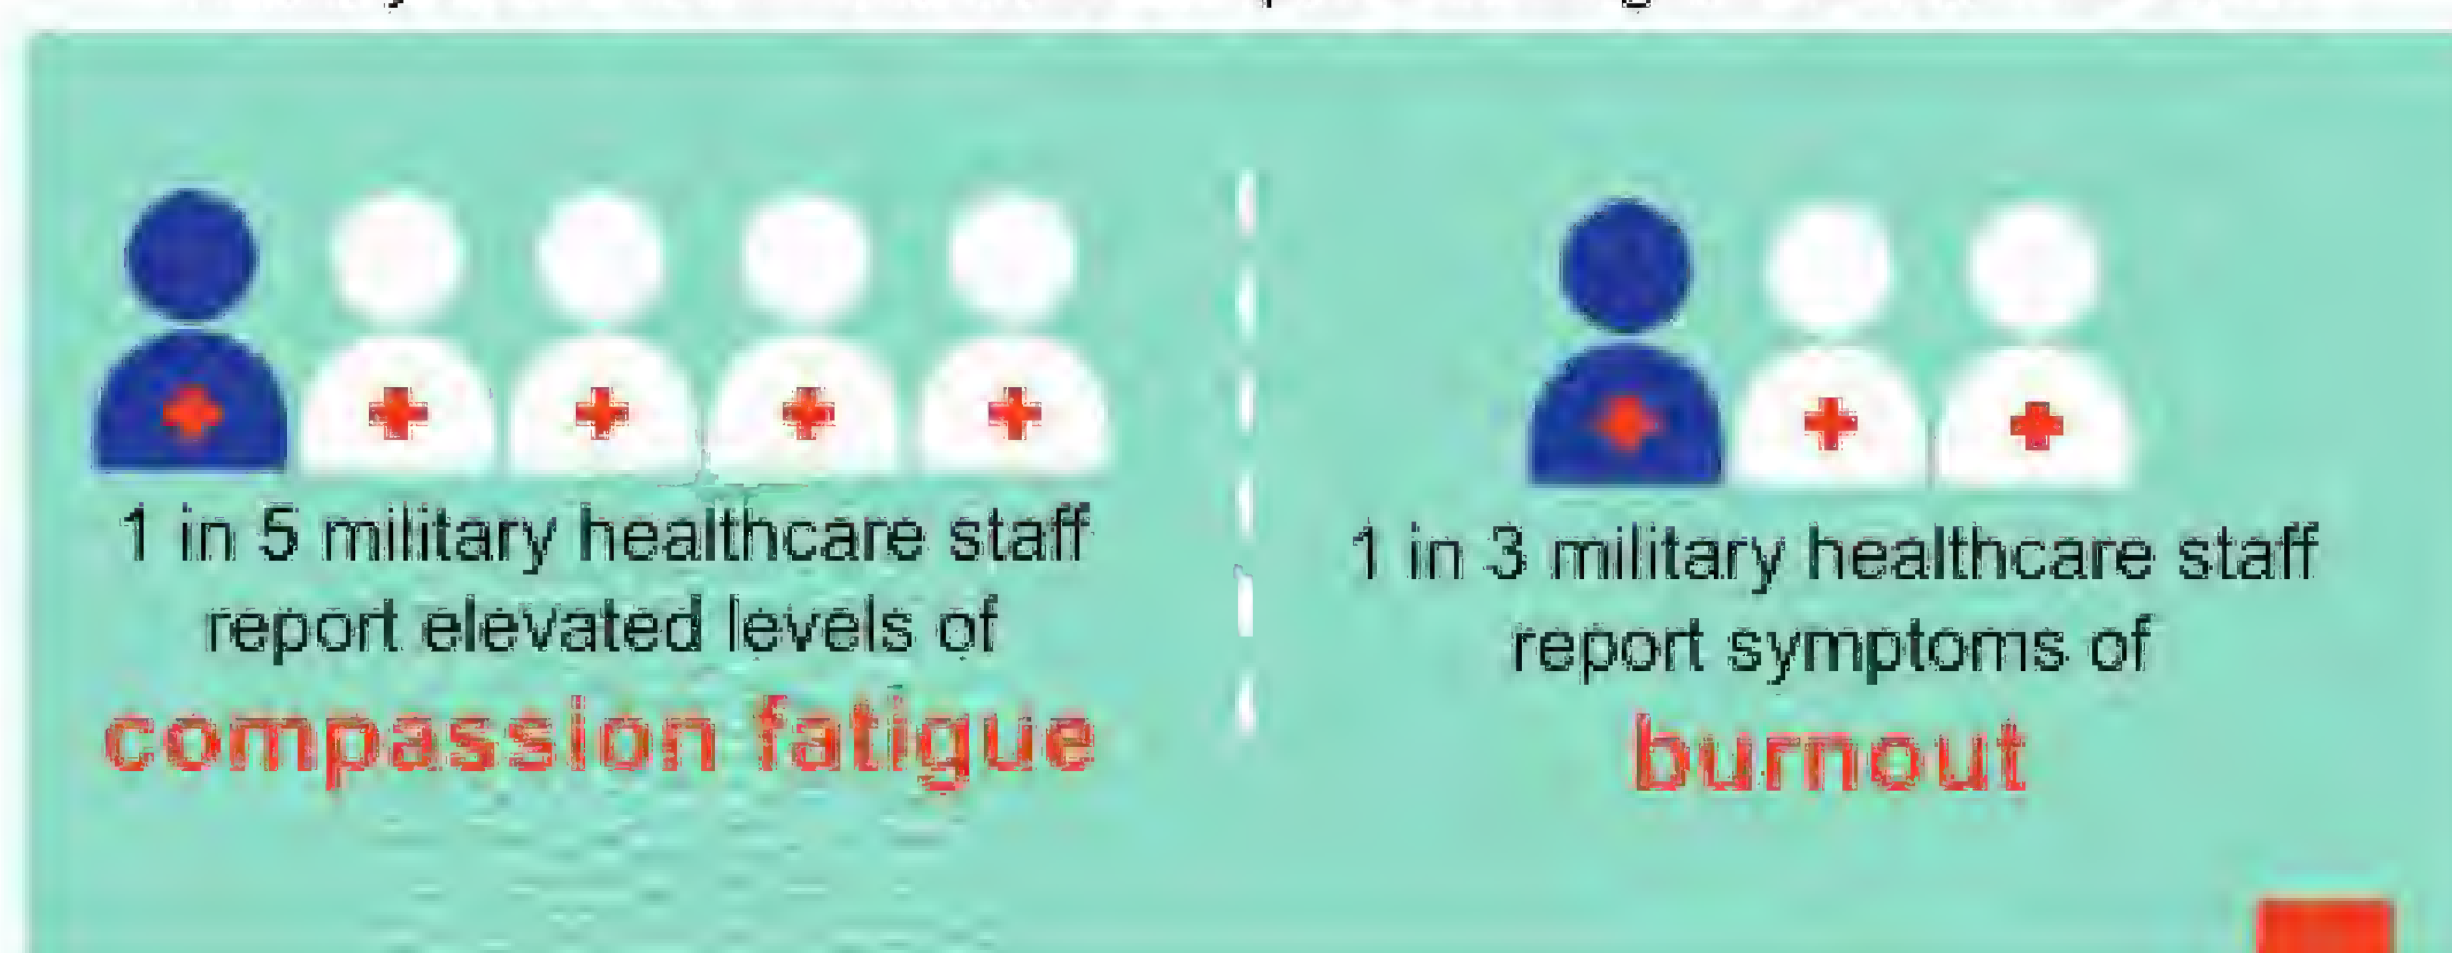 1 in 5 military healthcare staff
report elevated levels of
compassion fatigue
1 in 3 military healthcare staff
report symptoms of
burnout